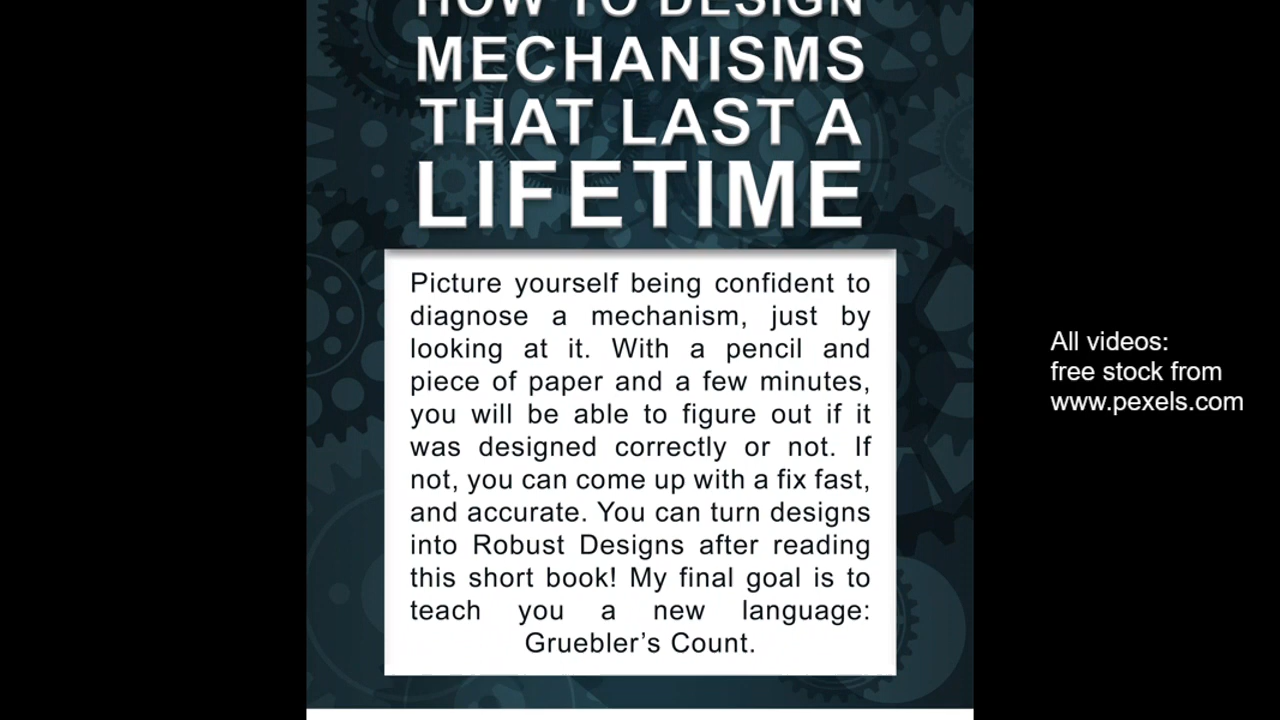 HOW TO DESIGN
MECHANISMS
THAT LAST A
LIFETIME
Picture yourself being confident to
diagnose a mechanism, just by
looking at it. With a pencil and
piece of paper and a few minutes,
you will be able to figure out if it
was designed correctly or not. If
not, you can come up with a fix fast,
and accurate. You can turn designs
into Robust Designs after reading
this short book! My final goal is to
teach you a new language:
Gruebler’s Count.
All videos:
free stock from
www.pexels.com